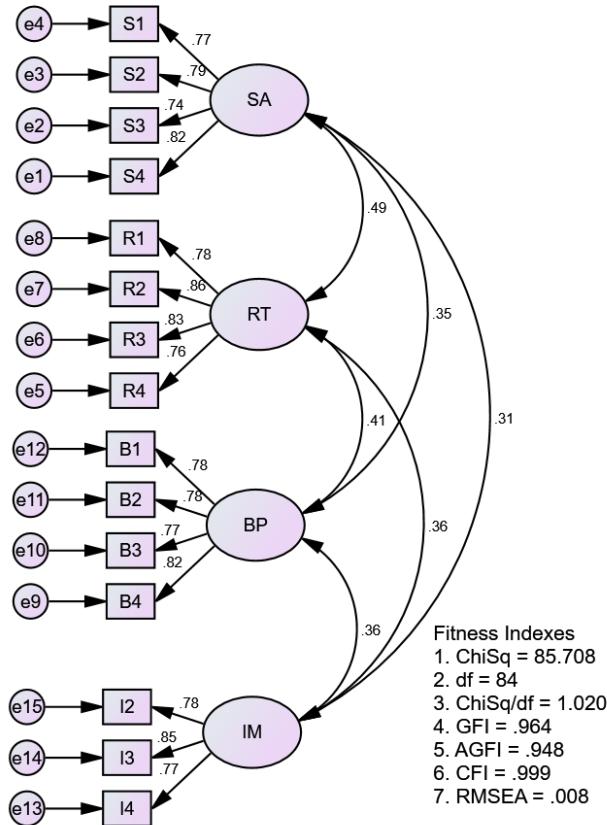 e4 S1 .77
e3 S2 .79
SA
e2 S3 .74
e1 S4 .82
.49
e8 R1 .78
e7 R2 .86
RT
.35
e6 R3 .83
e5 R4 .76
.41
.31
e12 B1 .78
e11 B2 .78
BP
.36
e10 B3 .77
e9 B4 .82
.36
e15 I2 .78
IM
e14 I3 .85
e13 I4 .77
Fitness Indexes
1. ChiSq = 85.708
2. df = 84
3. ChiSq/df = 1.020
4. GFI = .964
5. AGFI = .948
6. CFI = .999
7. RMSEA = .008